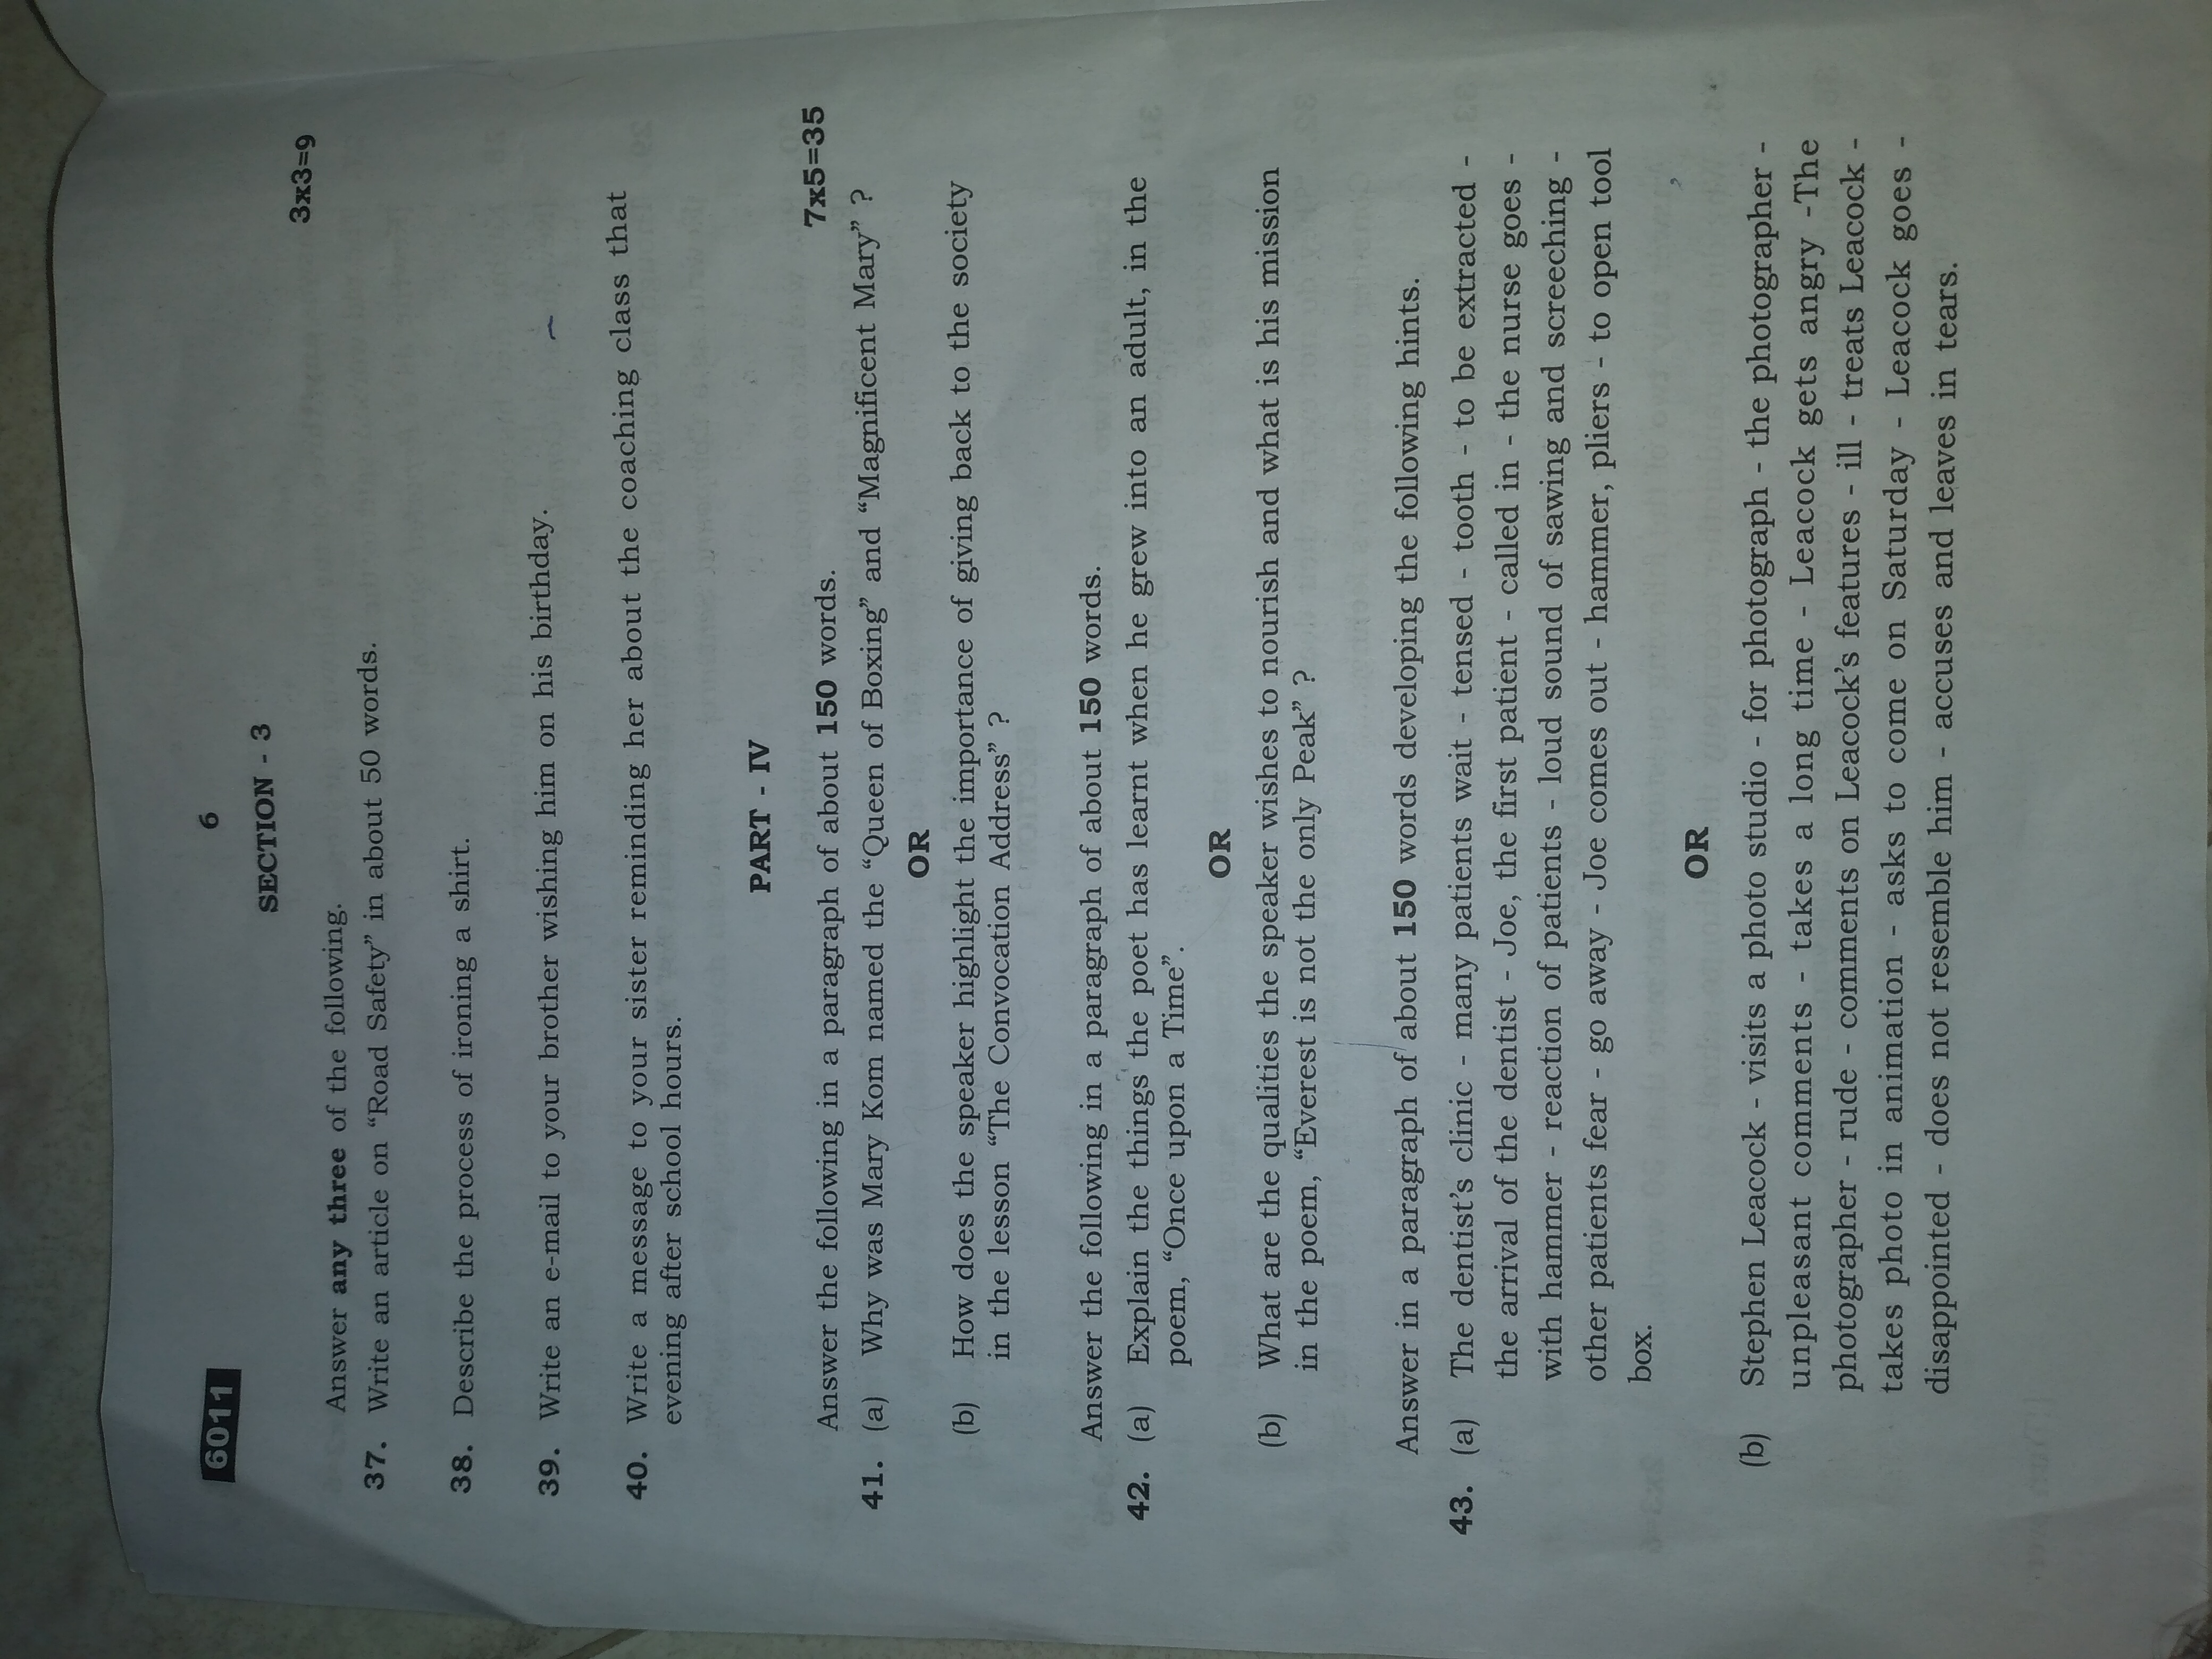 6011
6
SECTION - 3
3x3=9
Answer any three of the following.
37. Write an article on “Road Safety” in about 50 words.
38. Describe the process of ironing a shirt.
39. Write an e-mail to your brother wishing him on his birthday.
40. Write a message to your sister reminding her about the coaching class that
evening after school hours.
PART - IV
7x5=35
Answer the following in a paragraph of about 150 words.
41. (a) Why was Mary Kom named the “Queen of Boxing” and “Magnificent Mary” ?
OR
(b) How does the speaker highlight the importance of giving back to the society
in the lesson “The Convocation Address” ?
Answer the following in a paragraph of about 150 words.
42. (a) Explain the things the poet has learnt when he grew into an adult, in the
poem, “Once upon a Time”.
OR
(b) What are the qualities the speaker wishes to nourish and what is his mission
in the poem, “Everest is not the only Peak” ?
Answer in a paragraph of about 150 words developing the following hints.
43. (a) The dentist’s clinic - many patients wait - tensed - tooth - to be extracted -
the arrival of the dentist - Joe, the first patient - called in - the nurse goes -
with hammer - reaction of patients - loud sound of sawing and screeching -
other patients fear - go away - Joe comes out - hammer, pliers - to open tool
box.
OR
(b) Stephen Leacock - visits a photo studio - for photograph - the photographer -
unpleasant comments - takes a long time - Leacock gets angry -The
photographer - rude - comments on Leacock’s features - ill - treats Leacock -
takes photo in animation - asks to come on Saturday - Leacock goes -
disappointed - does not resemble him - accuses and leaves in tears.